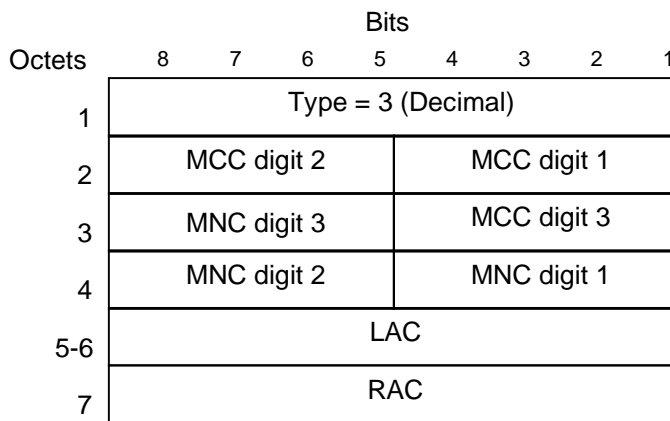 Bits
Octets 8 7 6 5 4 3 2 1
1 Type = 3 (Decimal)
2 MCC digit 2 MCC digit 1
3 MNC digit 3 MCC digit 3
4 MNC digit 2 MNC digit 1
5-6 LAC
7 RAC